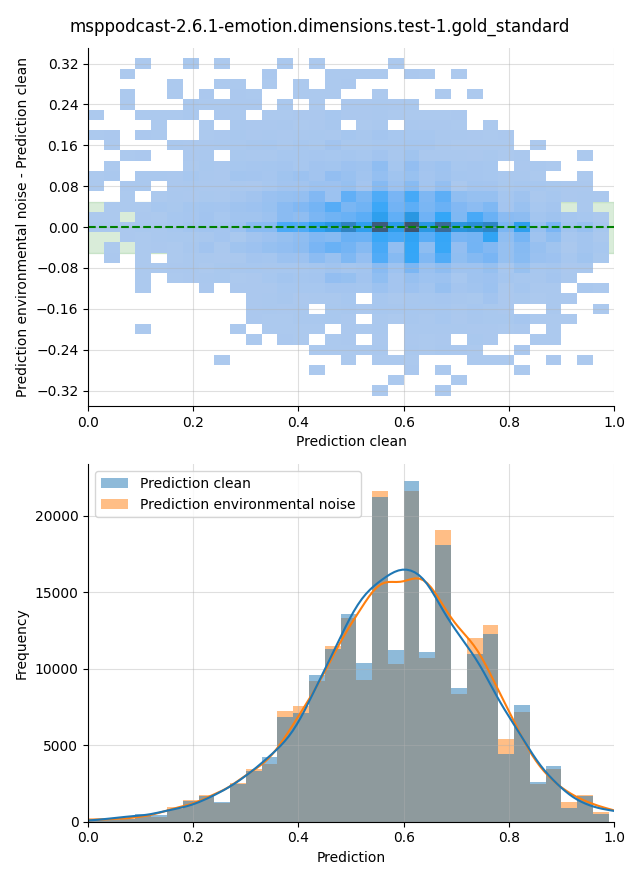 msppodcast-2.6.1-emotion.dimensions.test-1.gold_standard
Prediction environmental noise - Prediction clean
0.32
0.24
0.16
0.08
0.00
−0.08
−0.16
−0.24
−0.32
0.0 0.2 0.4 0.6 0.8 1.0
Prediction clean
Prediction clean
Prediction environmental noise
Frequency
20000
15000
10000
5000
0
0.0 0.2 0.4 0.6 0.8 1.0
Prediction